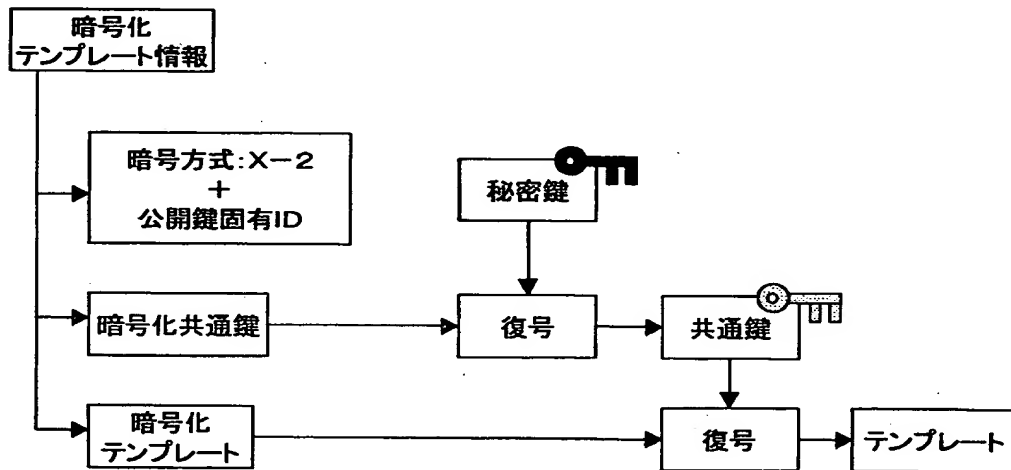 暗号化
テンプレート情報
暗号方式:X－2
＋
公開鍵固有ID
秘密鍵
暗号化共通鍵
復号
共通鍵
暗号化
テンプレート
復号
テンプレート